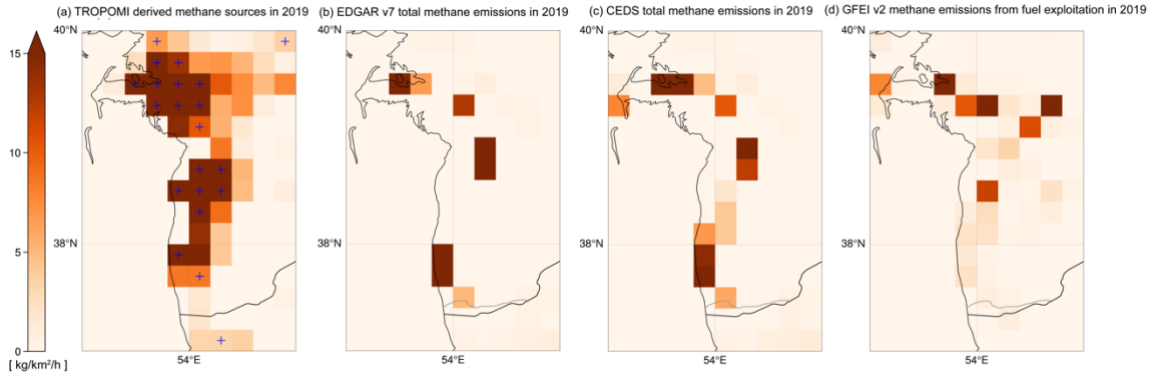 (a) TROPOMI derived methane sources in 2019
(b) EDGAR v7 total methane emissions in 2019
(c) CEDS total methane emissions in 2019
(d) GFEI v2 methane emissions from fuel exploitation in 2019
40°N
40°N
40°N
40°N
15
10
5
0
38°N
38°N
38°N
38°N
54°E
54°E
54°E
54°E
[ kg/km²/h ]